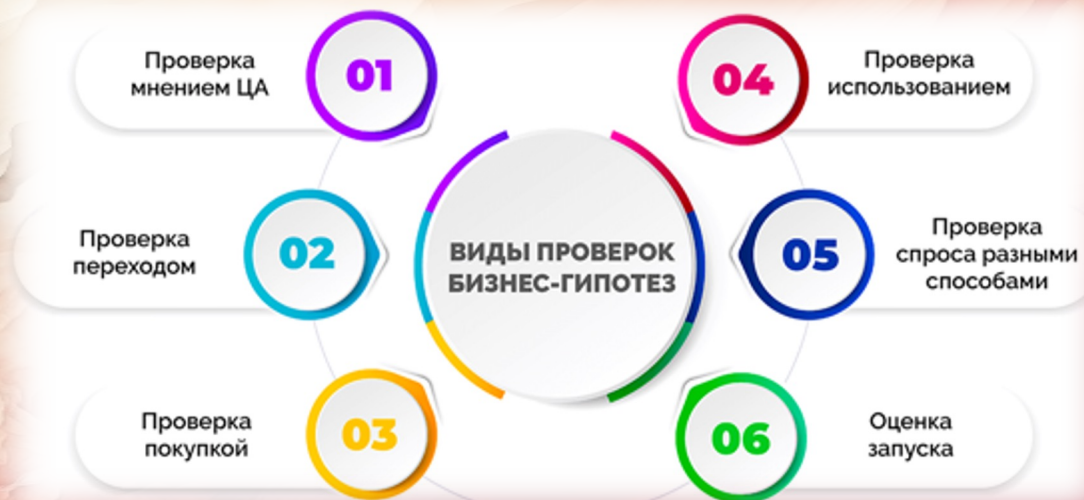 01
Проверка
мнением ЦА
02
Проверка
переходом
03
Проверка
покупкой
ВИДЫ ПРОВЕРОК
БИЗНЕС-ГИПОТЕЗ
04
Проверка
использованием
05
Проверка
спроса разными
способами
06
Оценка
запуска